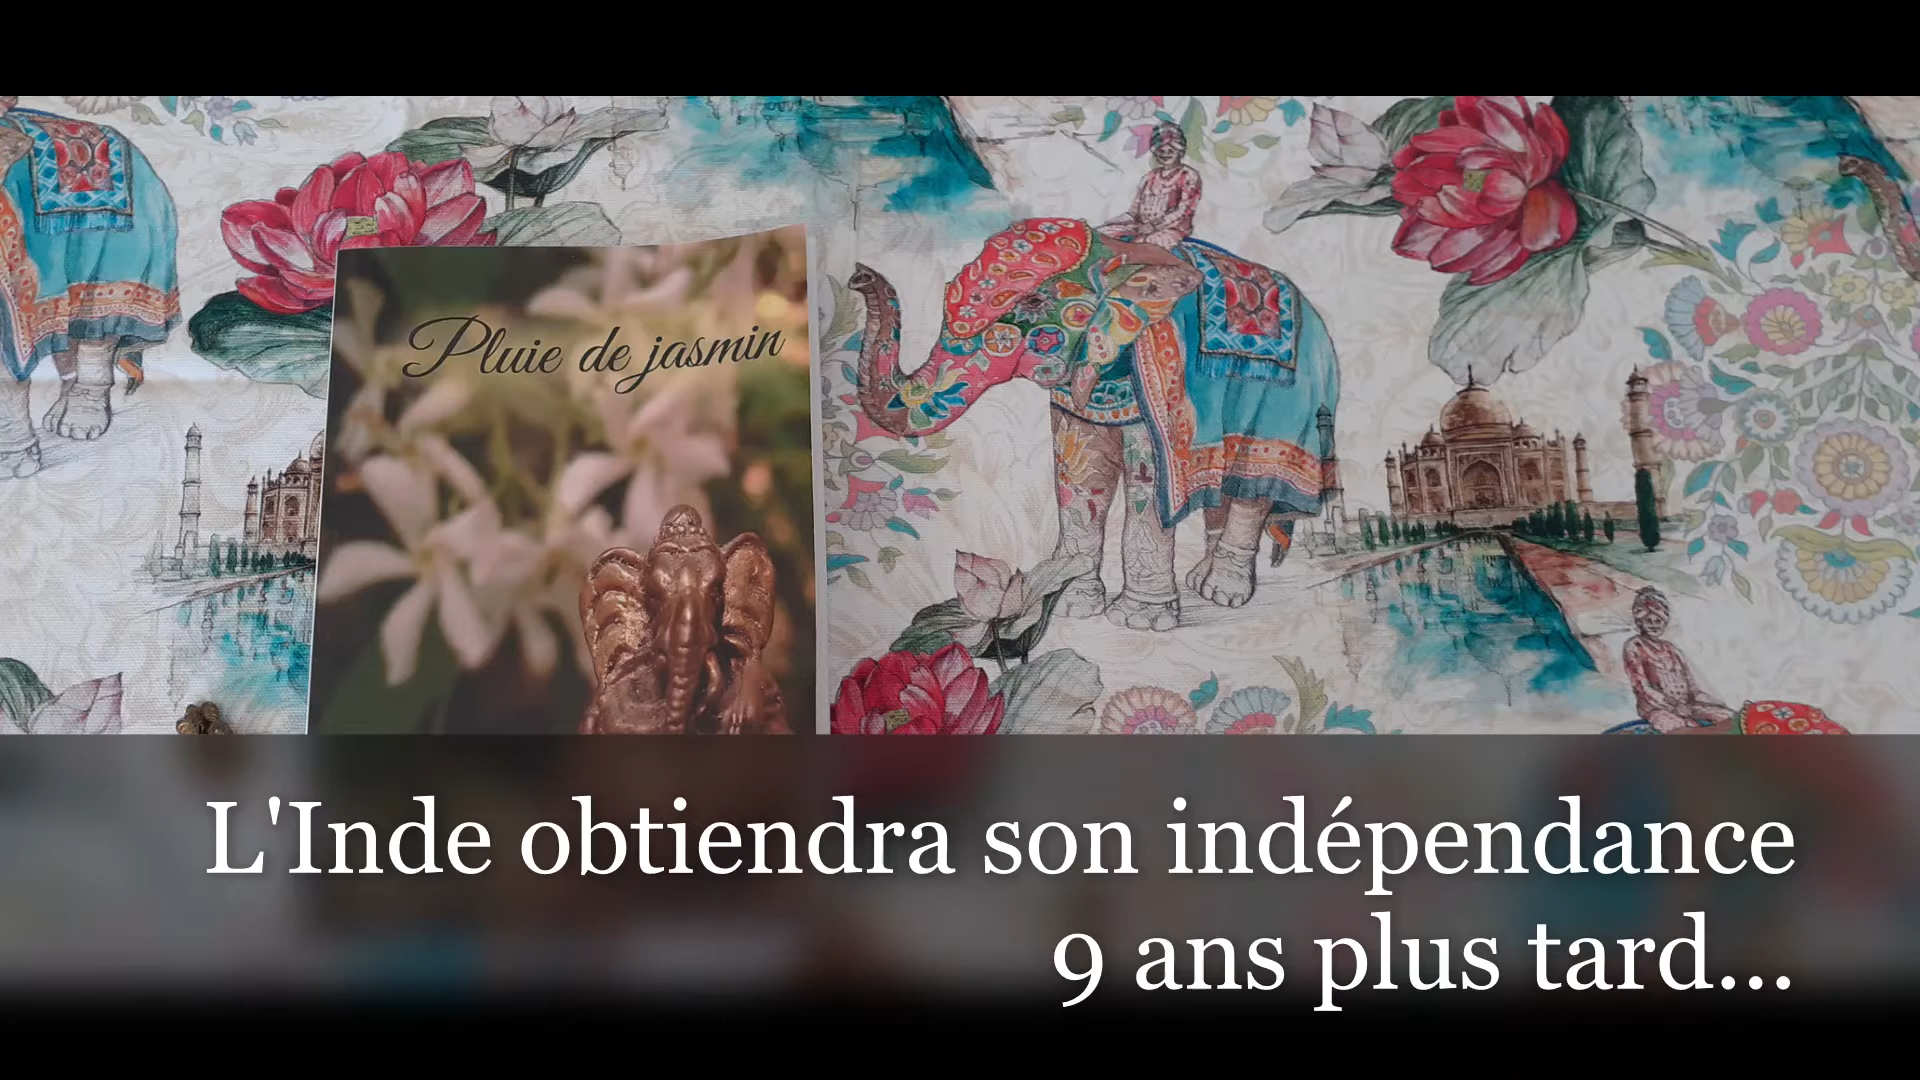 Pluie de jasmin
L'Inde obtiendra son indépendance
9 ans plus tard...